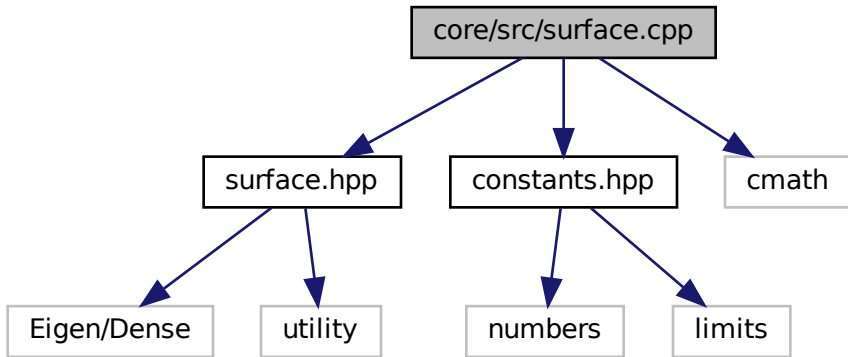 core/src/surface.cpp
surface.hpp
constants.hpp
cmath
Eigen/Dense
utility
numbers
limits